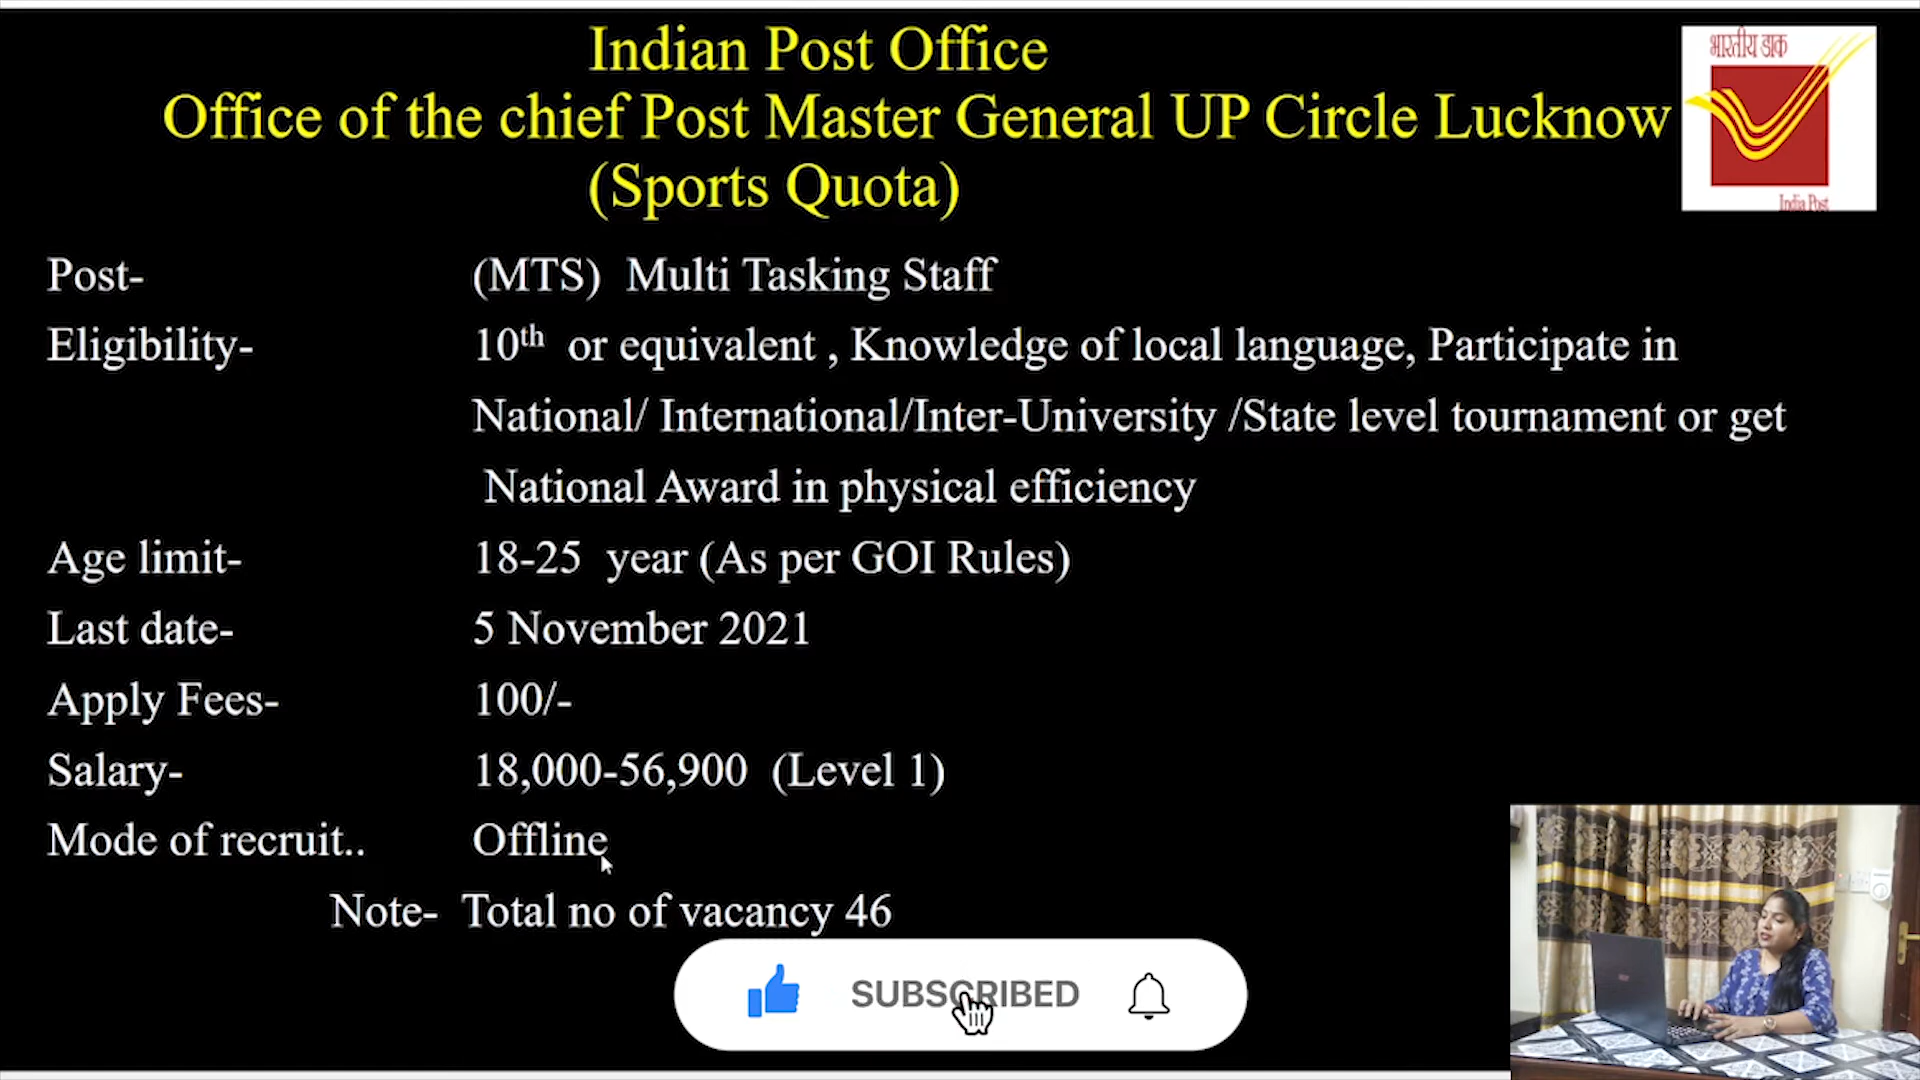 Indian Post Office
Office of the chief Post Master General UP Circle Lucknow
(Sports Quota)
भारतीय डाक
India Post
Post- (MTS) Multi Tasking Staff
Eligibility- 10th or equivalent , Knowledge of local language, Participate in
National/ International/Inter-University /State level tournament or get
National Award in physical efficiency
Age limit- 18-25 year (As per GOI Rules)
Last date- 5 November 2021
Apply Fees- 100/-
Salary- 18,000-56,900 (Level 1)
Mode of recruit.. Offline
Note- Total no of vacancy 46
SUBSCRIBED